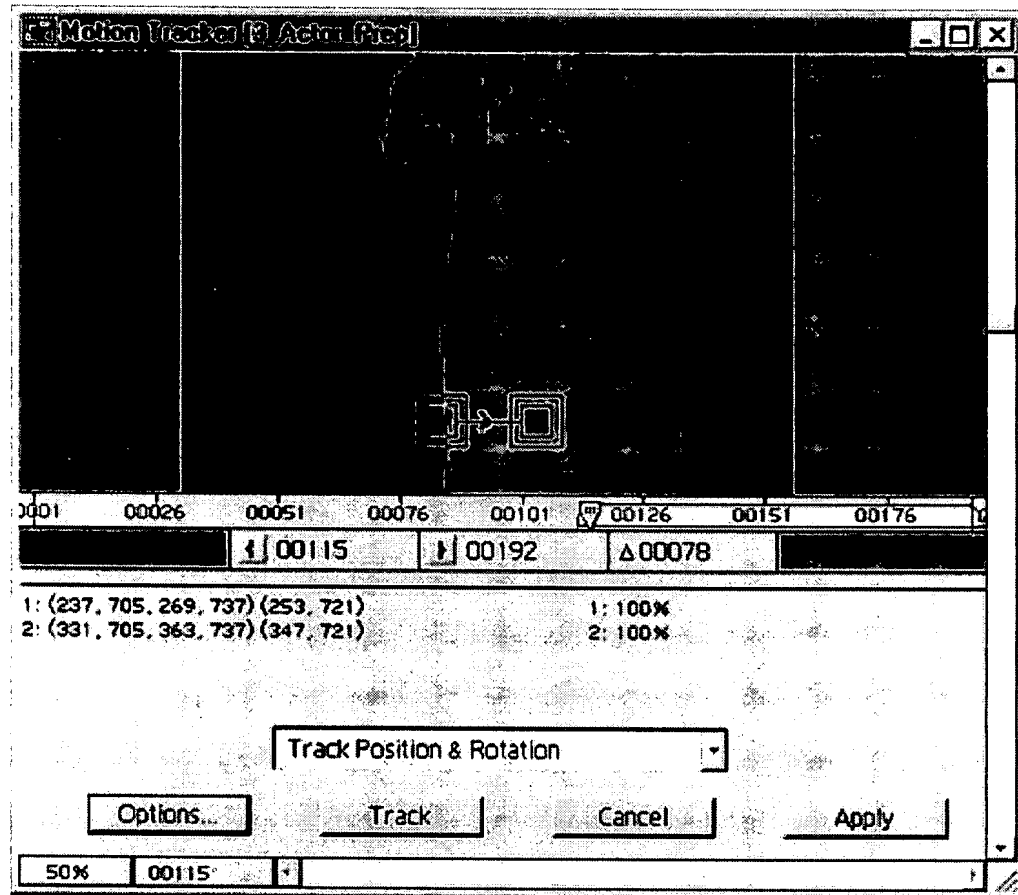 Motion Tracker [3_Actor_Prep]
00026 00051 00076 00101 00126 00151 00176
00115 00192 Δ00078
1: (237, 705, 269, 737) (253, 721) 1: 100%
2: (331, 705, 363, 737) (347, 721) 2: 100%
Track Position & Rotation
Options... Track Cancel Apply
50% 00115